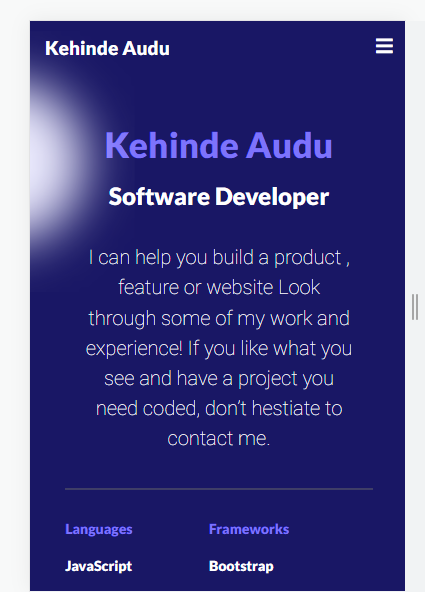 Kehinde Audu
Kehinde Audu
Software Developer
I can help you build a product ,
feature or website Look
through some of my work and
experience! If you like what you
see and have a project you
need coded, don't hestiate to
contact me.
Languages Frameworks
JavaScript Bootstrap